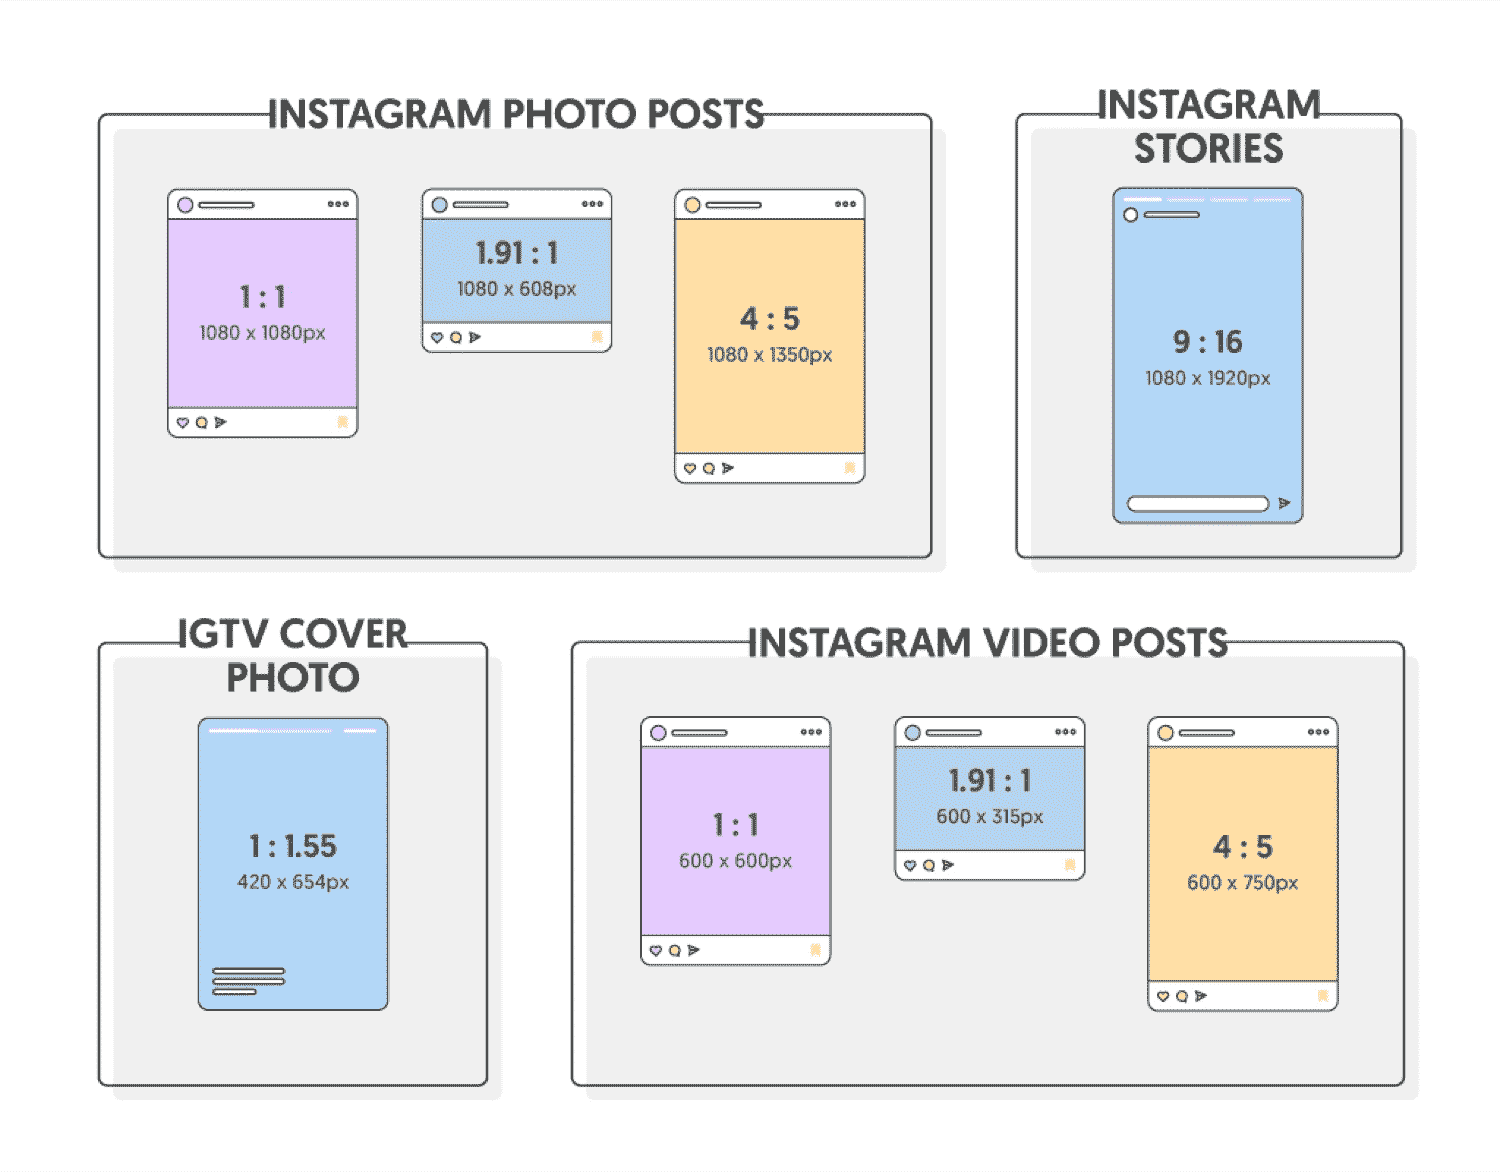 INSTAGRAM PHOTO POSTS
1 : 1
1080 x 1080px
1.91 : 1
1080 x 608px
4 : 5
1080 x 1350px
INSTAGRAM
STORIES
9 : 16
1080 x 1920px
IGTV COVER
PHOTO
1 : 1.55
420 x 654px
INSTAGRAM VIDEO POSTS
1 : 1
600 x 600px
1.91 : 1
600 x 315px
4 : 5
600 x 750px